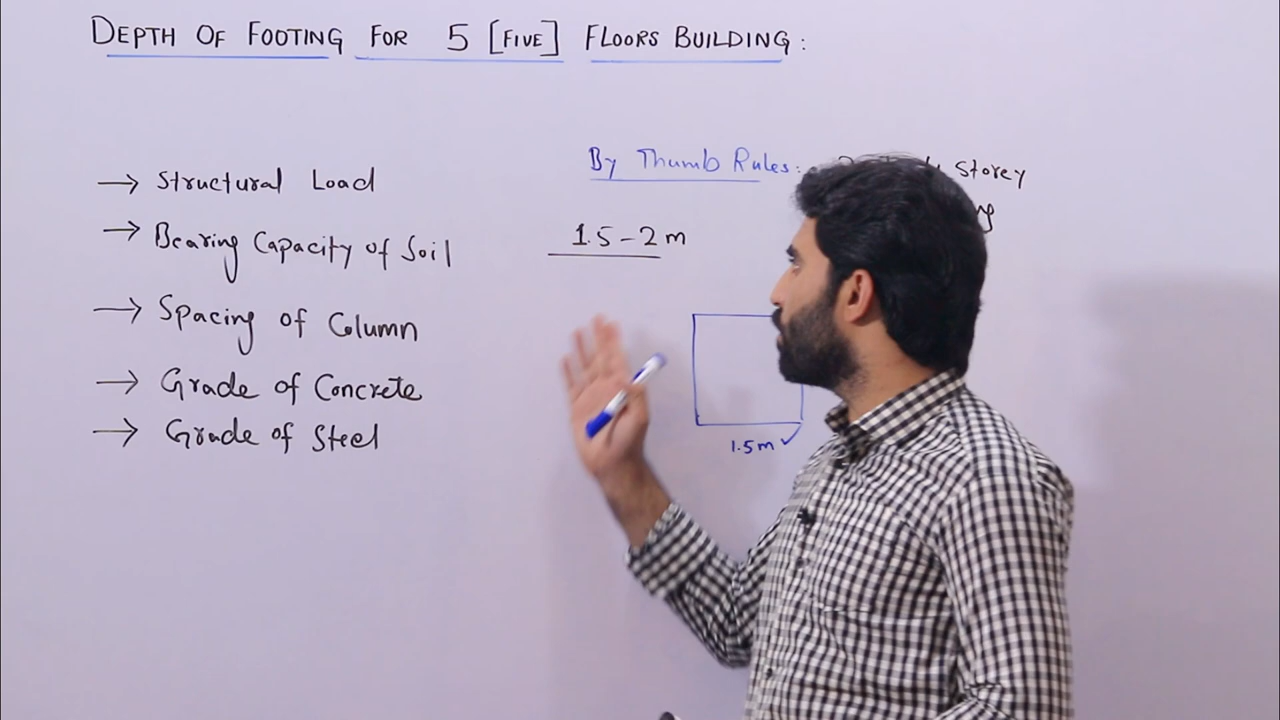 DEPTH OF FOOTING FOR 5 [FIVE] FLOORS BUILDING:
By Thumb Rules: Storey
→ Structural Load
→ Bearing Capacity of Soil
1.5 - 2 m
→ Spacing of Column
→ Grade of Concrete
→ Grade of Steel
1.5m ✓